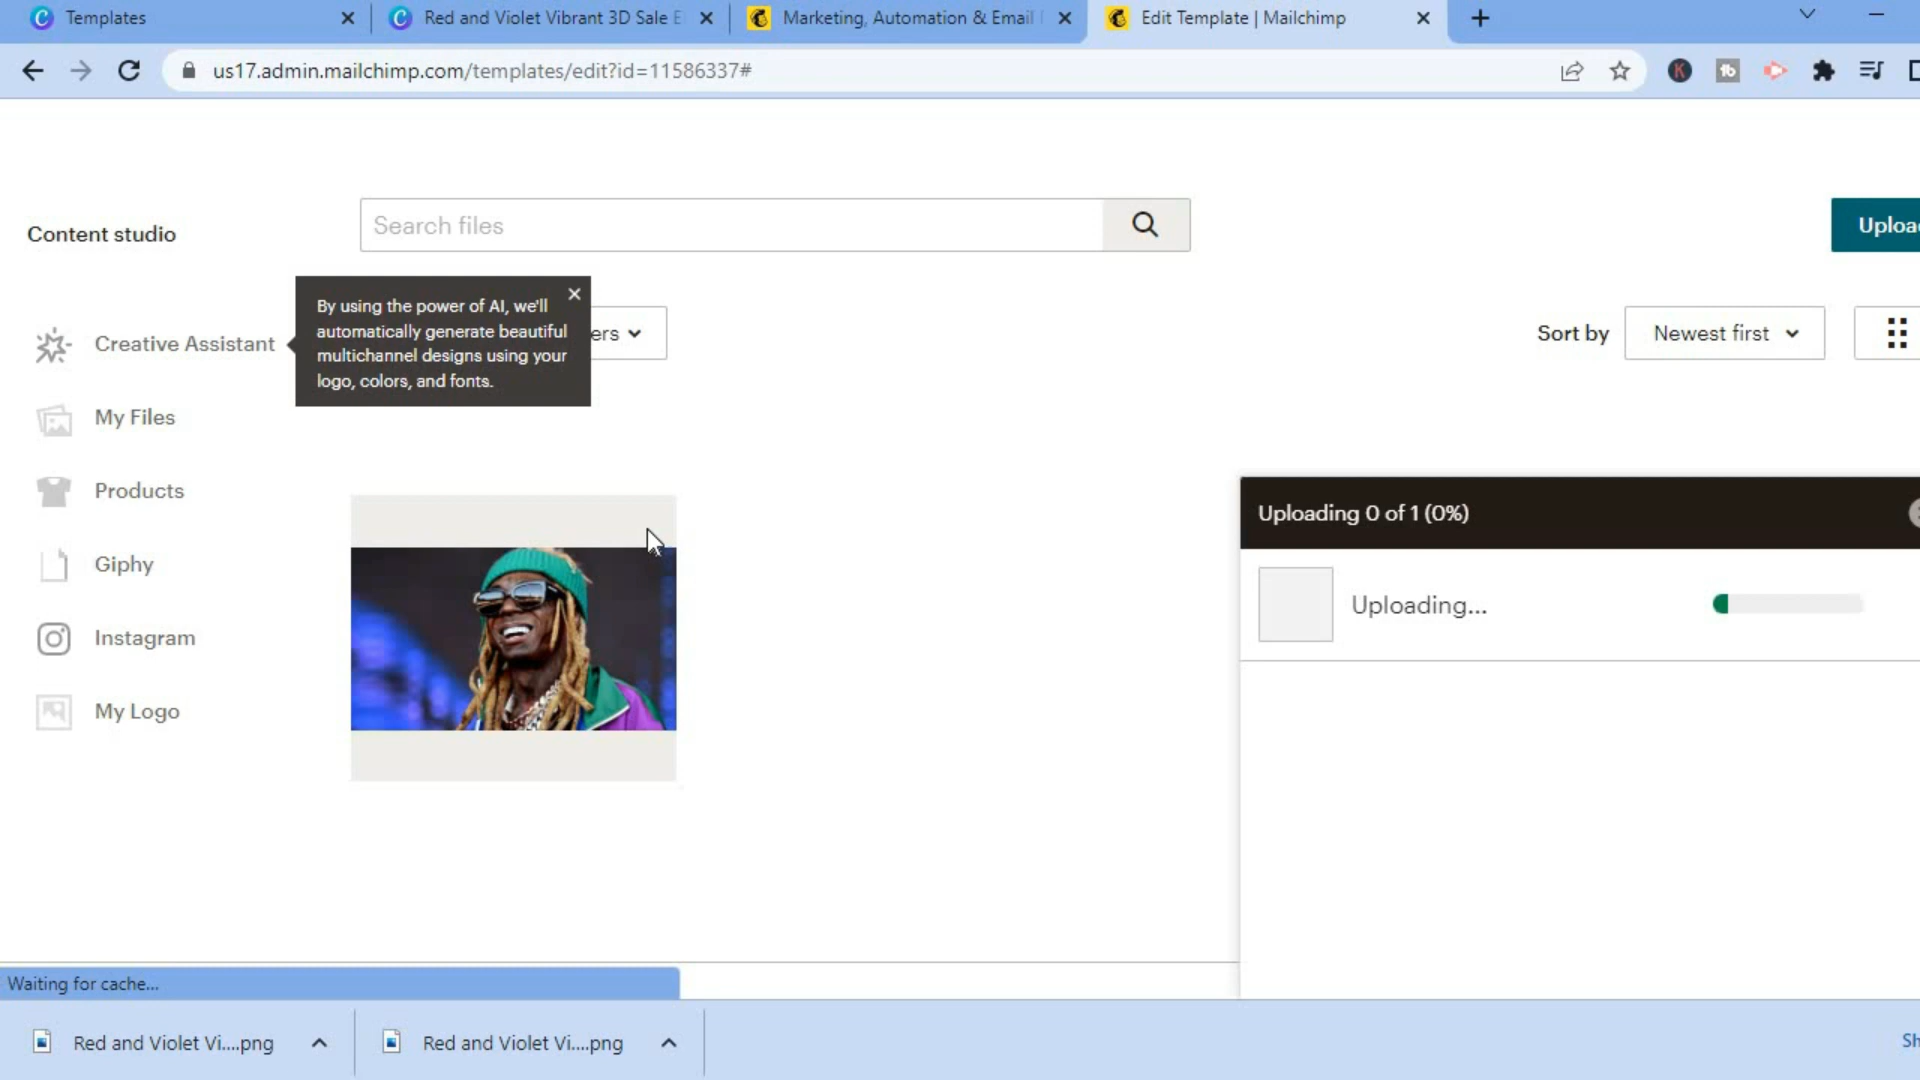 Templates
Red and Violet Vibrant 3D Sale E
Marketing, Automation & Email
Edit Template | Mailchimp
us17.admin.mailchimp.com/templates/edit?id=11586337#
K
tb
Content studio
Search files
Uploa
Creative Assistant
By using the power of AI, we'll
automatically generate beautiful
multichannel designs using your
logo, colors, and fonts.
ers
Sort by
Newest first
My Files
Products
Giphy
Instagram
My Logo
Uploading 0 of 1 (0%)
Uploading...
Waiting for cache...
Red and Violet Vi....png
Red and Violet Vi....png
Sh